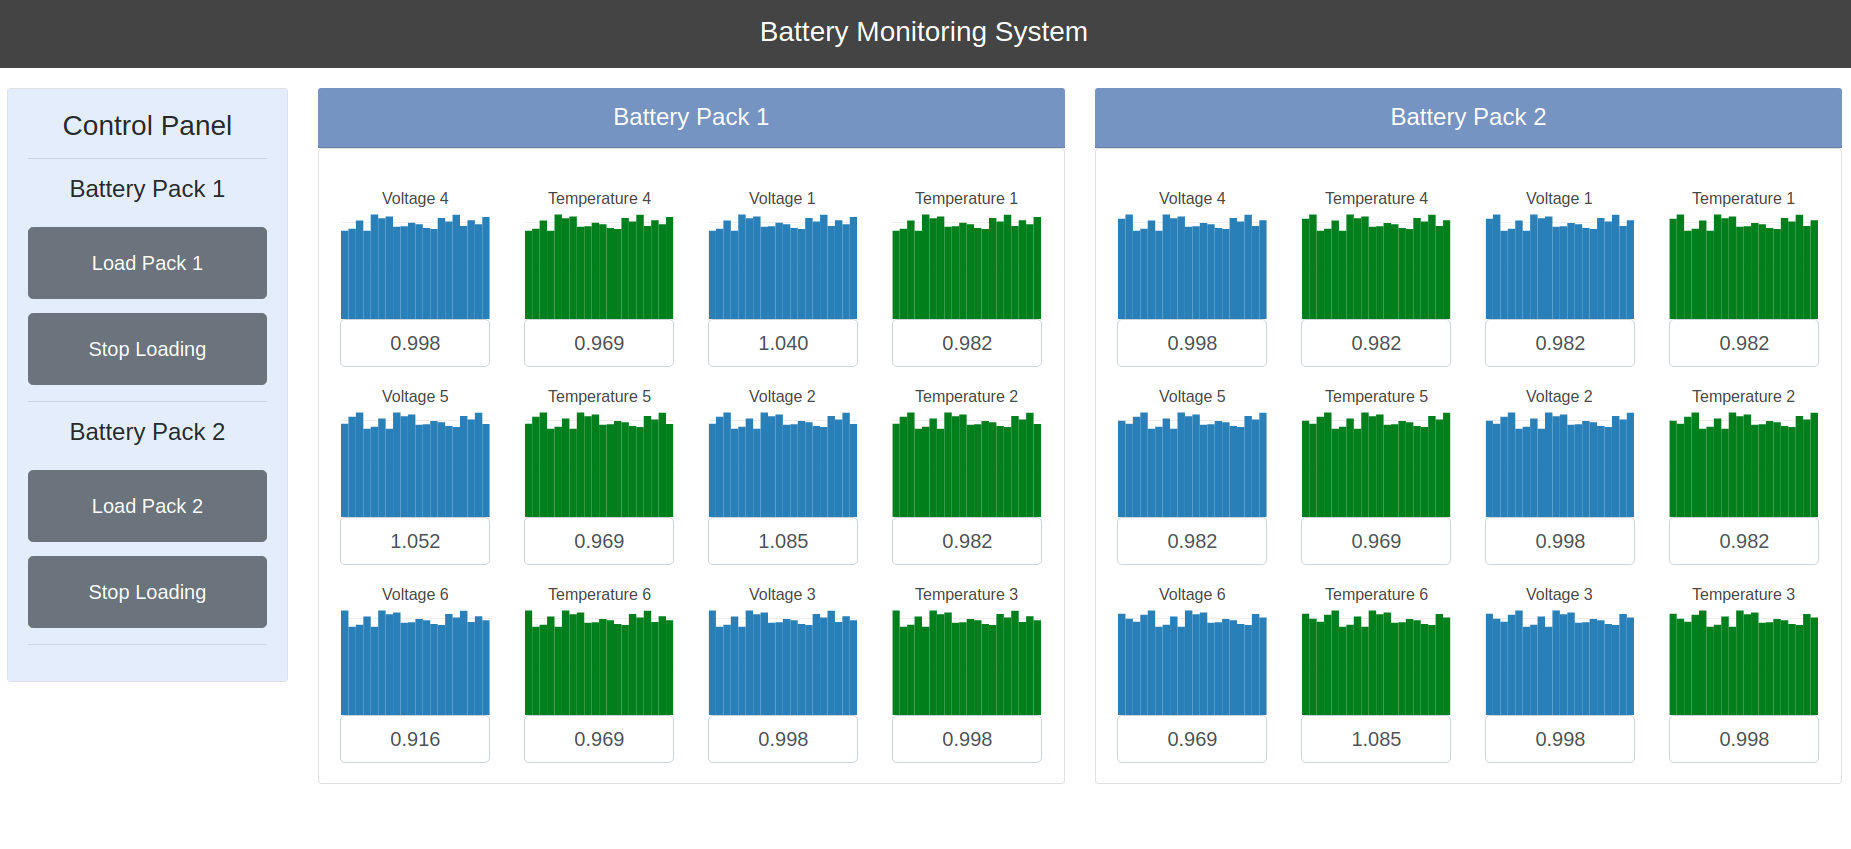 Battery Monitoring System
Control Panel
Battery Pack 1
Load Pack 1
Stop Loading
Battery Pack 2
Load Pack 2
Stop Loading
Battery Pack 1
Voltage 4
Temperature 4
Voltage 1
Temperature 1
0.998
0.969
1.040
0.982
Voltage 5
Temperature 5
Voltage 2
Temperature 2
1.052
0.969
1.085
0.982
Voltage 6
Temperature 6
Voltage 3
Temperature 3
0.916
0.969
0.998
0.998
Battery Pack 2
Voltage 4
Temperature 4
Voltage 1
Temperature 1
0.998
0.982
0.982
0.982
Voltage 5
Temperature 5
Voltage 2
Temperature 2
0.982
0.969
0.998
0.982
Voltage 6
Temperature 6
Voltage 3
Temperature 3
0.969
1.085
0.998
0.998